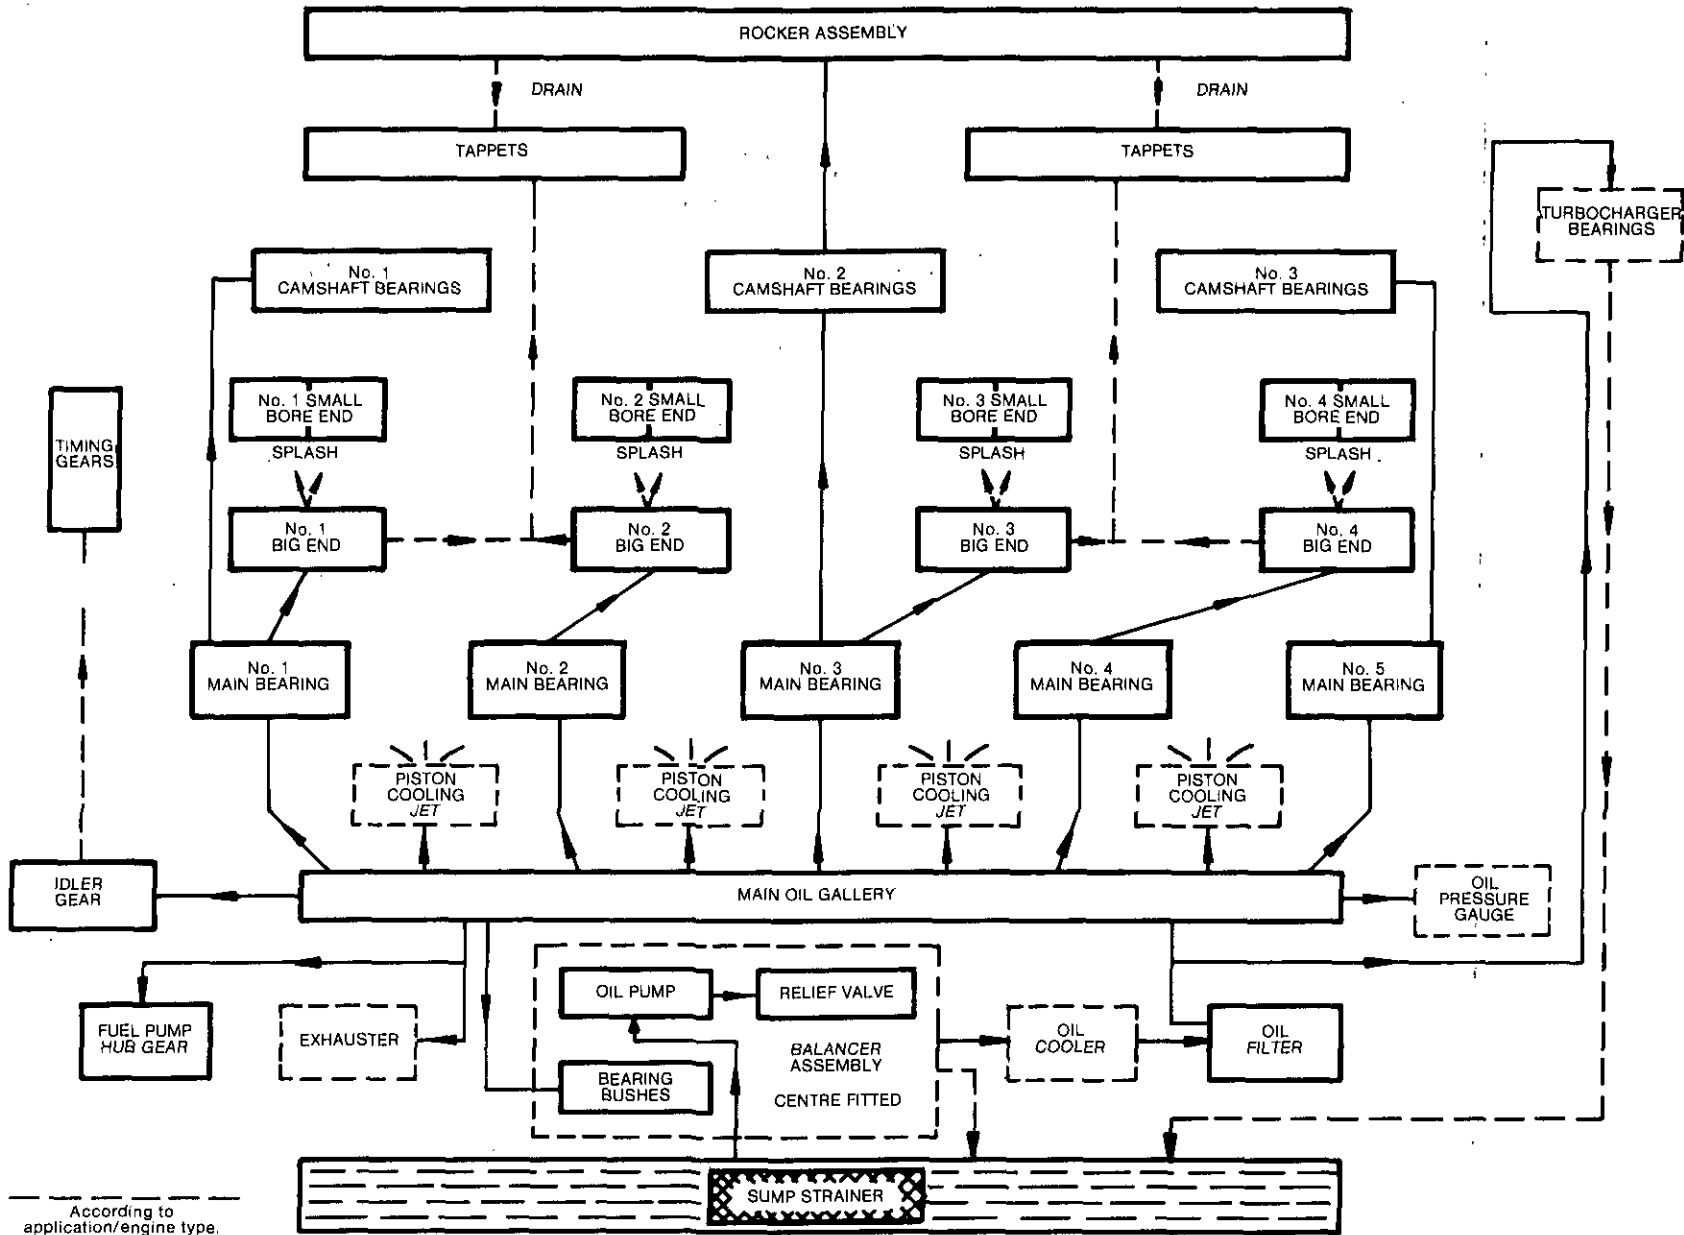 ROCKER ASSEMBLY
DRAIN
DRAIN
TAPPETS
TAPPETS
TURBOCHARGER
BEARINGS
No. 1
CAMSHAFT BEARINGS
No. 2
CAMSHAFT BEARINGS
No. 3
CAMSHAFT BEARINGS
No. 1 SMALL
BORE END
No. 2 SMALL
BORE END
No. 3 SMALL
BORE END
No. 4 SMALL
BORE END
TIMING
GEARS
SPLASH
SPLASH
SPLASH
SPLASH
No. 1
BIG END
No. 2
BIG END
No. 3
BIG END
No. 4
BIG END
No. 1
MAIN BEARING
No. 2
MAIN BEARING
No. 3
MAIN BEARING
No. 4
MAIN BEARING
No. 5
MAIN BEARING
PISTON
COOLING
JET
PISTON
COOLING
JET
PISTON
COOLING
JET
PISTON
COOLING
JET
IDLER
GEAR
MAIN OIL GALLERY
OIL
PRESSURE
GAUGE
OIL PUMP
RELIEF VALVE
FUEL PUMP
HUB GEAR
EXHAUSTER
BALANCER
ASSEMBLY
CENTRE FITTED
BEARING
BUSHES
OIL
COOLER
OIL
FILTER
SUMP STRAINER
According to
application/engine type.